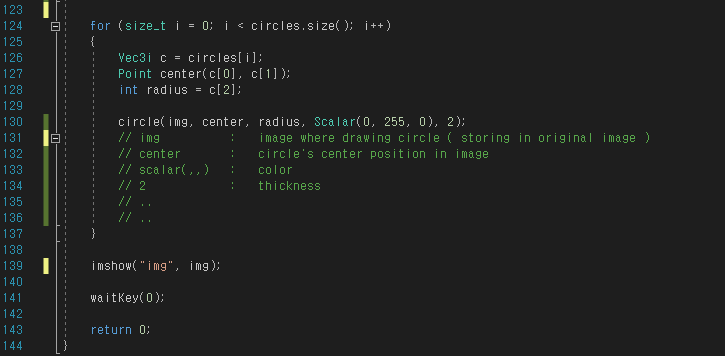 123
124 for (size_t i = 0; i < circles.size(); i++)
125 {
126 Vec3i c = circles[i];
127 Point center(c[0], c[1]);
128 int radius = c[2];
129
130 circle(img, center, radius, Scalar(0, 255, 0), 2);
131 // img : image where drawing circle ( storing in original image )
132 // center : circle's center position in image
133 // scalar(,,) : color
134 // 2 : thickness
135 // ..
136 // ..
137 }
138
139 imshow("img", img);
140
141 waitKey(0);
142
143 return 0;
144 }